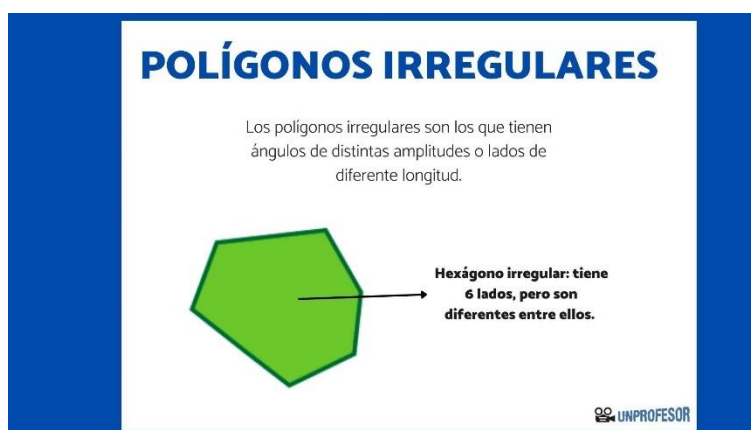 POLÍGONOS IRREGULARES
Los polígonos irregulares son los que tienen
ángulos de distintas amplitudes o lados de
diferente longitud.
Hexágono irregular: tiene
6 lados, pero son
diferentes entre ellos.
UNPROFESOR